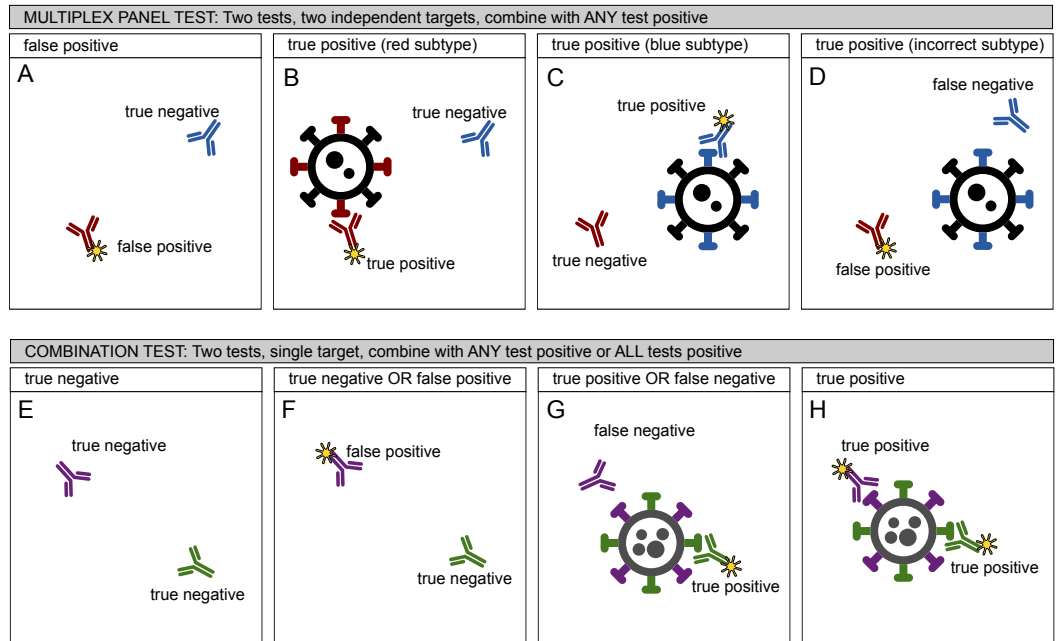 MULTIPLEX PANEL TEST: Two tests, two independent targets, combine with ANY test positive
false positive
A
true negative
false positive
true positive (red subtype)
B
true negative
true positive
true positive (blue subtype)
C
true positive
true negative
true positive (incorrect subtype)
D
false negative
false positive
COMBINATION TEST: Two tests, single target, combine with ANY test positive or ALL tests positive
true negative
E
true negative
true negative
true negative OR false positive
F
false positive
true negative
true positive OR false negative
G
false negative
true positive
true positive
H
true positive
true positive